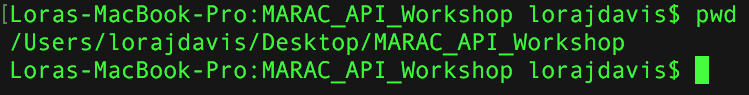 [Loras-MacBook-Pro:MARAC_API_Workshop lorajdavis$ pwd
/Users/lorajdavis/Desktop/MARAC_API_Workshop
Loras-MacBook-Pro:MARAC_API_Workshop lorajdavis$